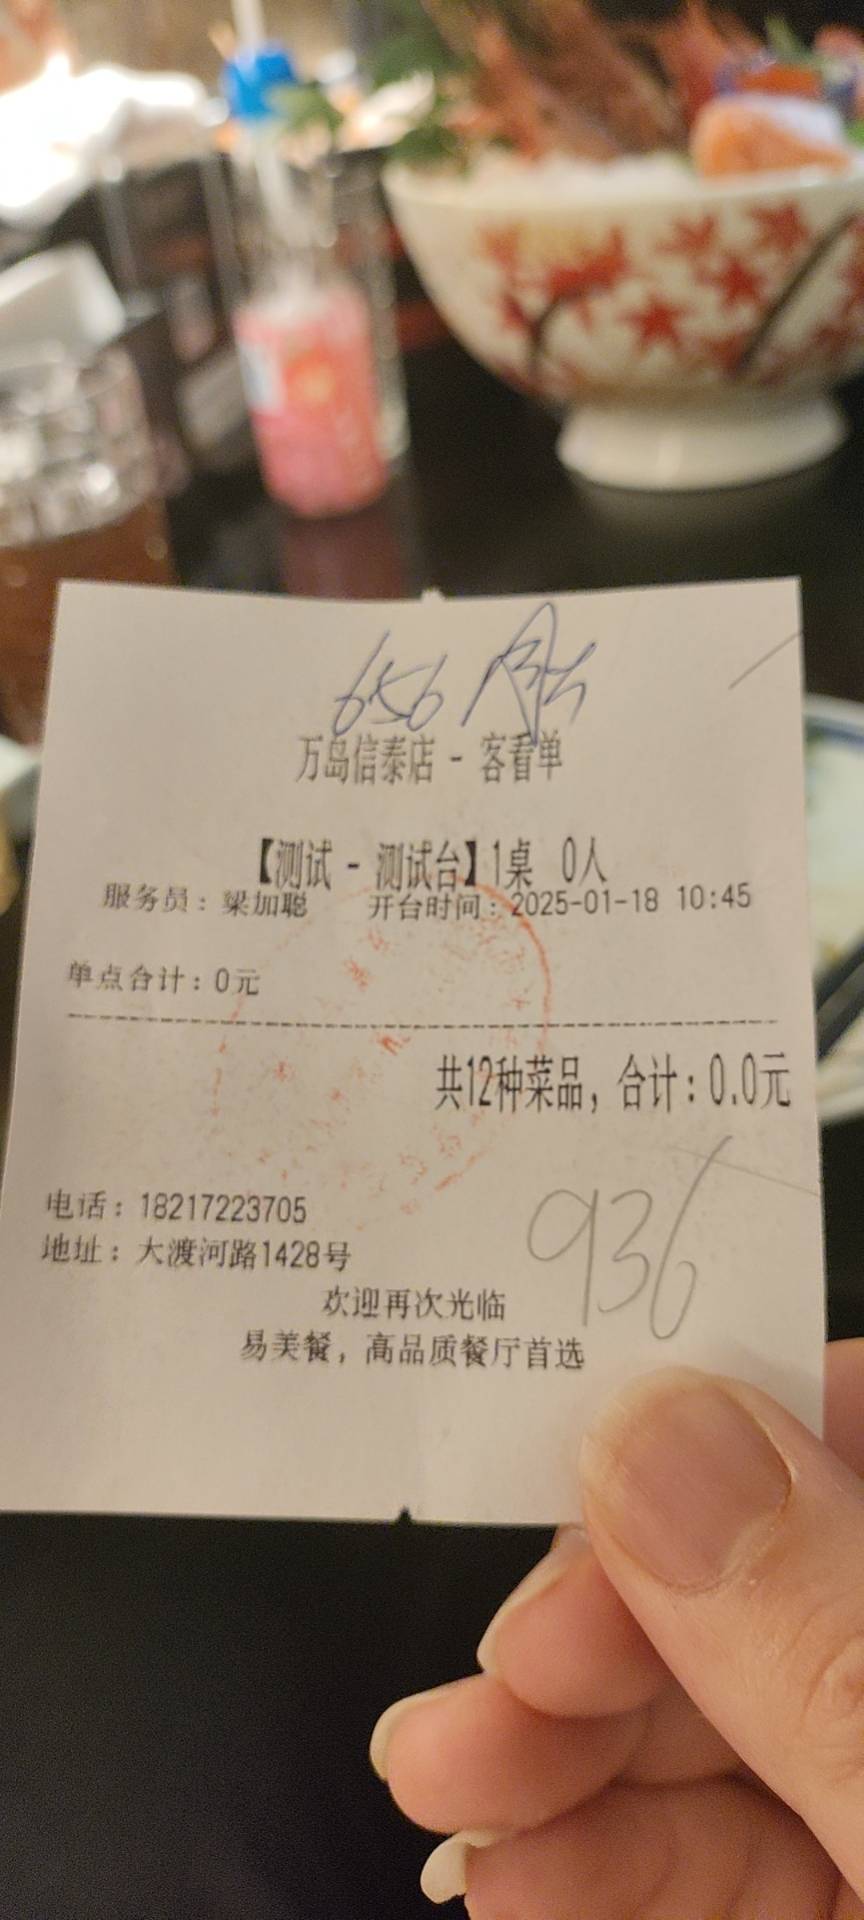 656
万岛信泰店 - 客看单
【测试 - 测试台】1桌 0人
服务员：梁加聪 开台时间：2025-01-18 10:45
单点合计：0元
共12种菜品，合计：0.0元
电话：18217223705
地址：大渡河路1428号
936
欢迎再次光临
易美餐，高品质餐厅首选